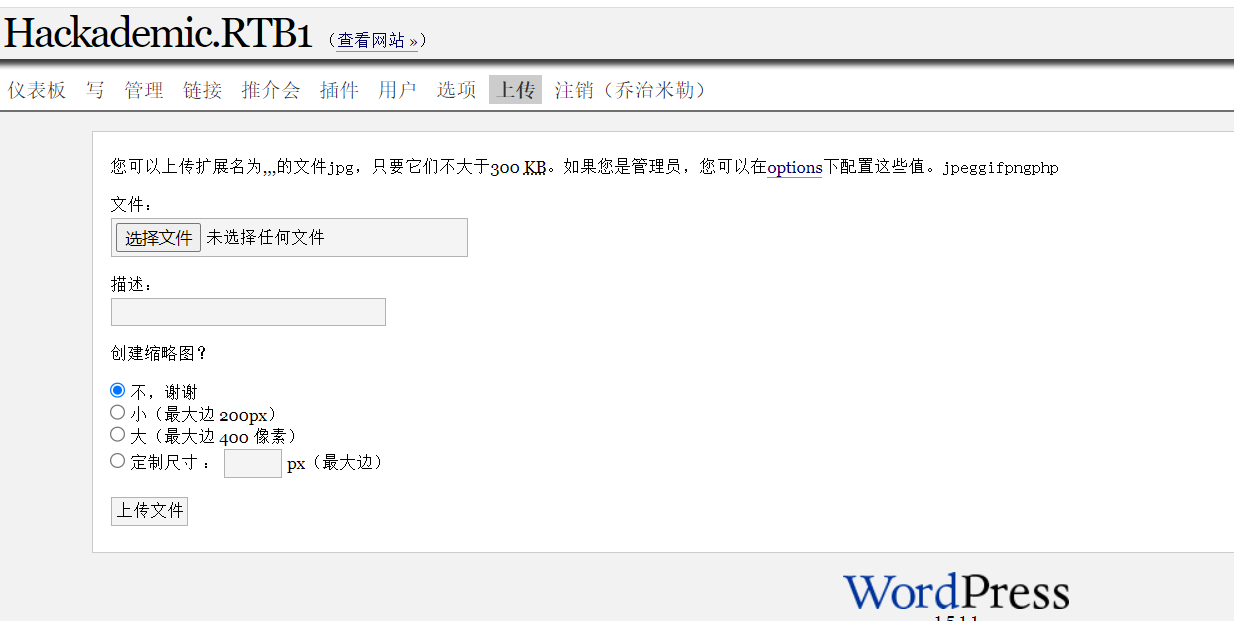 Hackademic.RTB1 （查看网站 »）
仪表板 写 管理 链接 推介会 插件 用户 选项 上传 注销（乔治米勒）
您可以上传扩展名为,,,的文件jpg，只要它们不大于300 KB。如果您是管理员，您可以在options下配置这些值。jpeggifpngphp
文件：
选择文件 未选择任何文件
描述：
创建缩略图？
不，谢谢
小（最大边 200px）
大（最大边 400 像素）
定制尺寸 ： px（最大边）
上传文件
WordPress